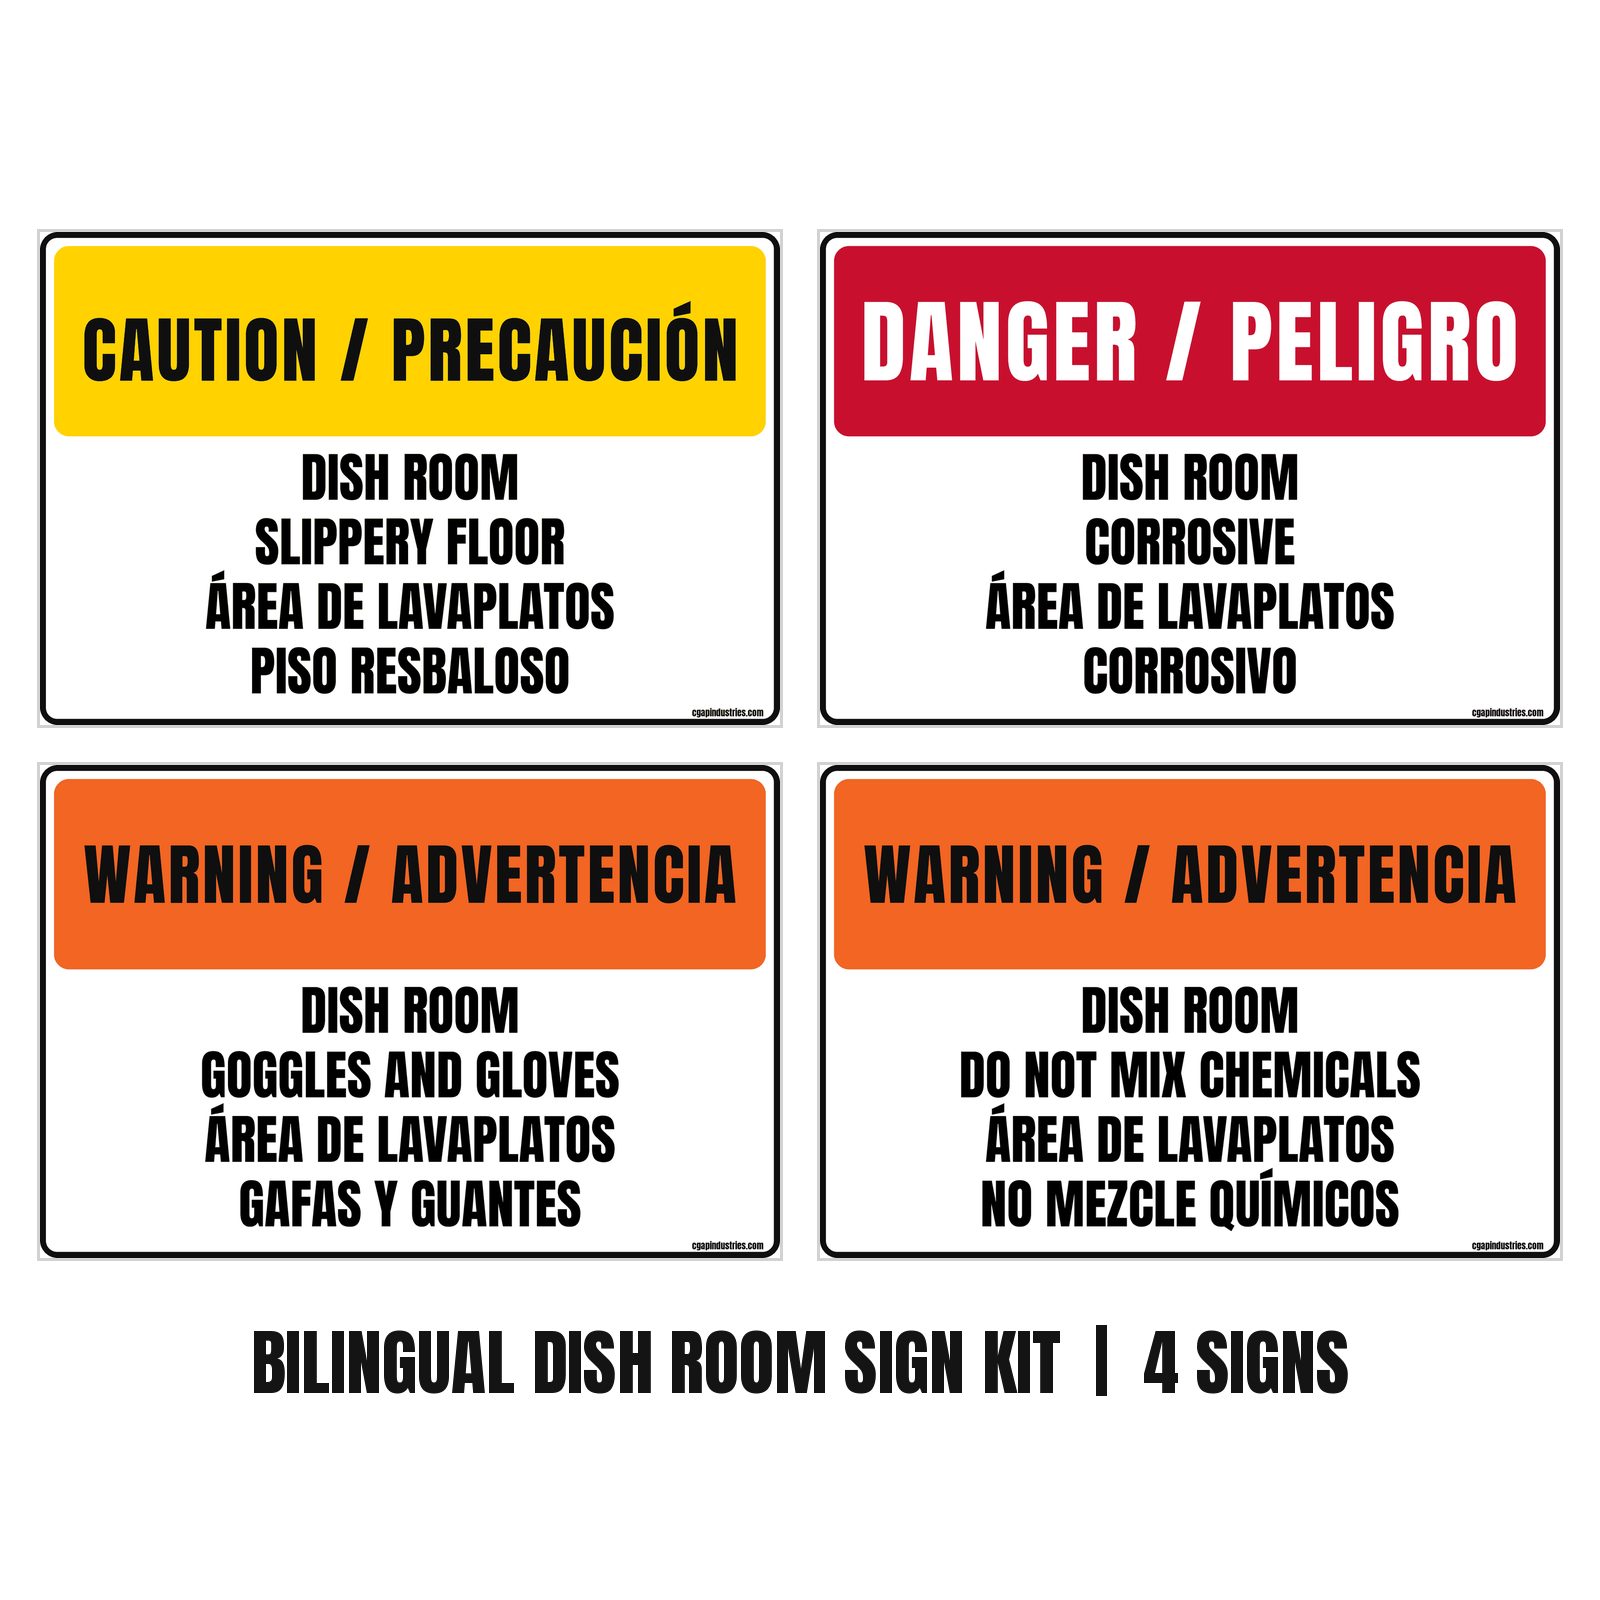 CAUTION / PRECAUCIÓN
DISH ROOM
SLIPPERY FLOOR
ÁREA DE LAVAPLATOS
PISO RESBALOSO
cgapindustries.com
DANGER / PELIGRO
DISH ROOM
CORROSIVE
ÁREA DE LAVAPLATOS
CORROSIVO
cgapindustries.com
WARNING / ADVERTENCIA
DISH ROOM
GOGGLES AND GLOVES
ÁREA DE LAVAPLATOS
GAFAS Y GUANTES
cgapindustries.com
WARNING / ADVERTENCIA
DISH ROOM
DO NOT MIX CHEMICALS
ÁREA DE LAVAPLATOS
NO MEZCLE QUÍMICOS
cgapindustries.com
BILINGUAL DISH ROOM SIGN KIT | 4 SIGNS